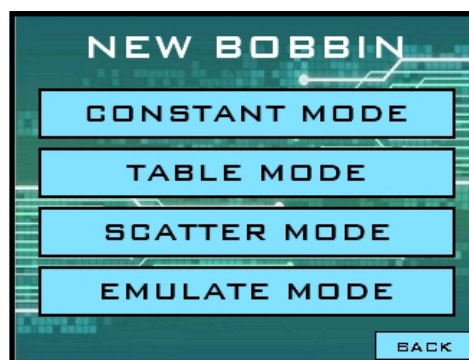 NEW BOBBIN
CONSTANT MODE
TABLE MODE
SCATTER MODE
EMULATE MODE
BACK